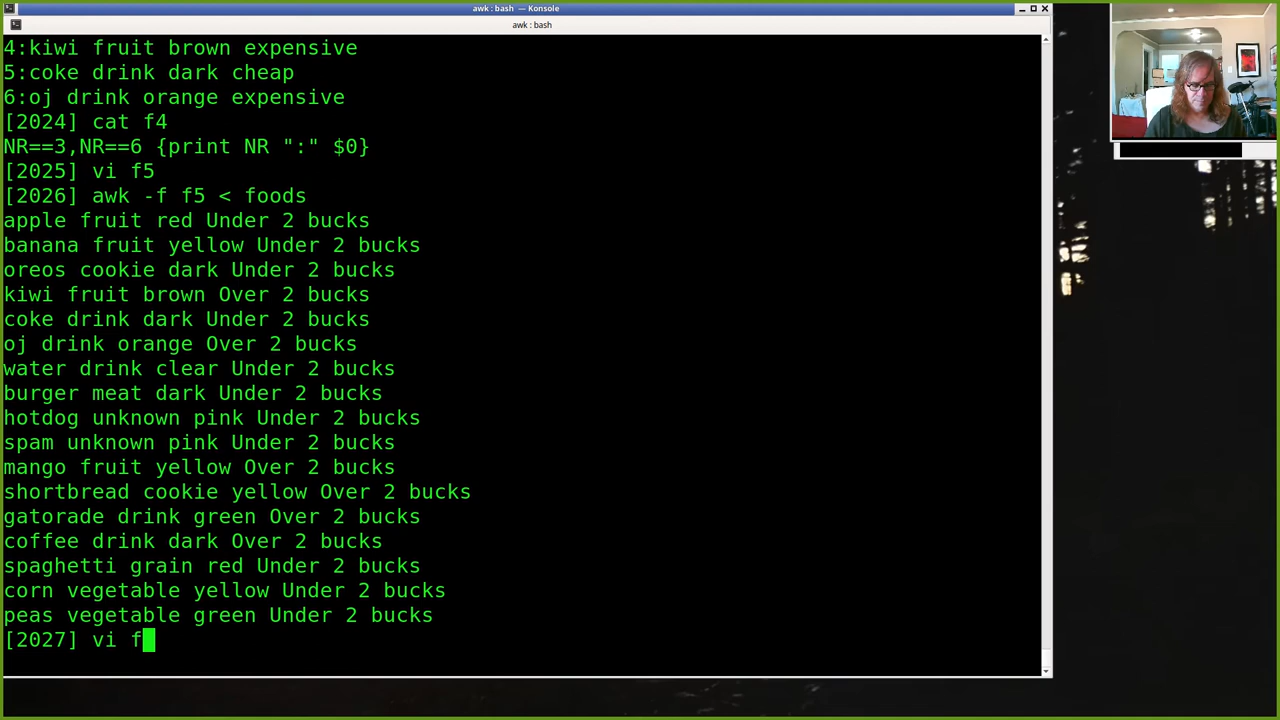 awk : bash — Konsole
awk : bash
4:kiwi fruit brown expensive
5:coke drink dark cheap
6:oj drink orange expensive
[2024] cat f4
NR==3,NR==6 {print NR ":" $0}
[2025] vi f5
[2026] awk -f f5 < foods
apple fruit red Under 2 bucks
banana fruit yellow Under 2 bucks
oreos cookie dark Under 2 bucks
kiwi fruit brown Over 2 bucks
coke drink dark Under 2 bucks
oj drink orange Over 2 bucks
water drink clear Under 2 bucks
burger meat dark Under 2 bucks
hotdog unknown pink Under 2 bucks
spam unknown pink Under 2 bucks
mango fruit yellow Over 2 bucks
shortbread cookie yellow Over 2 bucks
gatorade drink green Over 2 bucks
coffee drink dark Over 2 bucks
spaghetti grain red Under 2 bucks
corn vegetable yellow Under 2 bucks
peas vegetable green Under 2 bucks
[2027] vi f